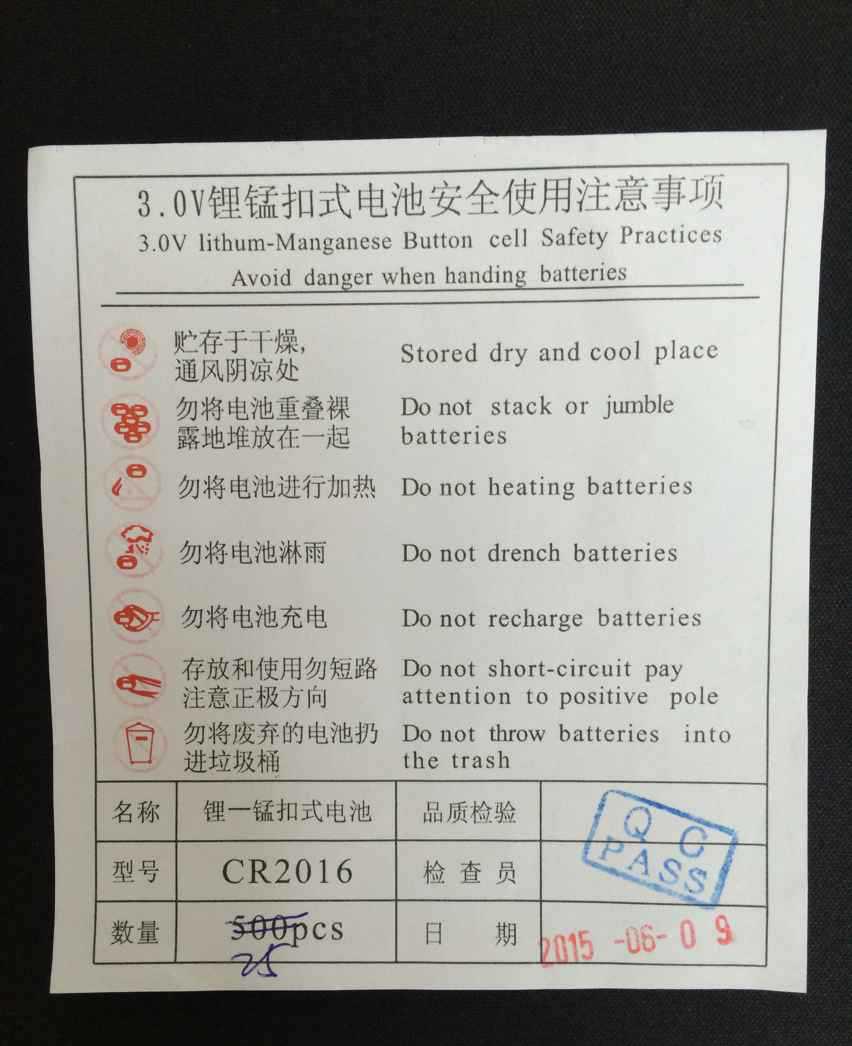 3.0V锂锰扣式电池安全使用注意事项
3.0V lithum-Manganese Button cell Safety Practices
Avoid danger when handing batteries
贮存于干燥,
通风阴凉处
Stored dry and cool place
勿将电池重叠裸
露地堆放在一起
Do not stack or jumble
batteries
勿将电池进行加热
Do not heating batteries
勿将电池淋雨
Do not drench batteries
勿将电池充电
Do not recharge batteries
存放和使用勿短路
注意正极方向
Do not short-circuit pay
attention to positive pole
勿将废弃的电池扔
进垃圾桶
Do not throw batteries into
the trash
名称 锂一锰扣式电池 品质检验
QC
PASS
型号 CR2016 检查员
数量 500pcs 日期 2015-06-09
25